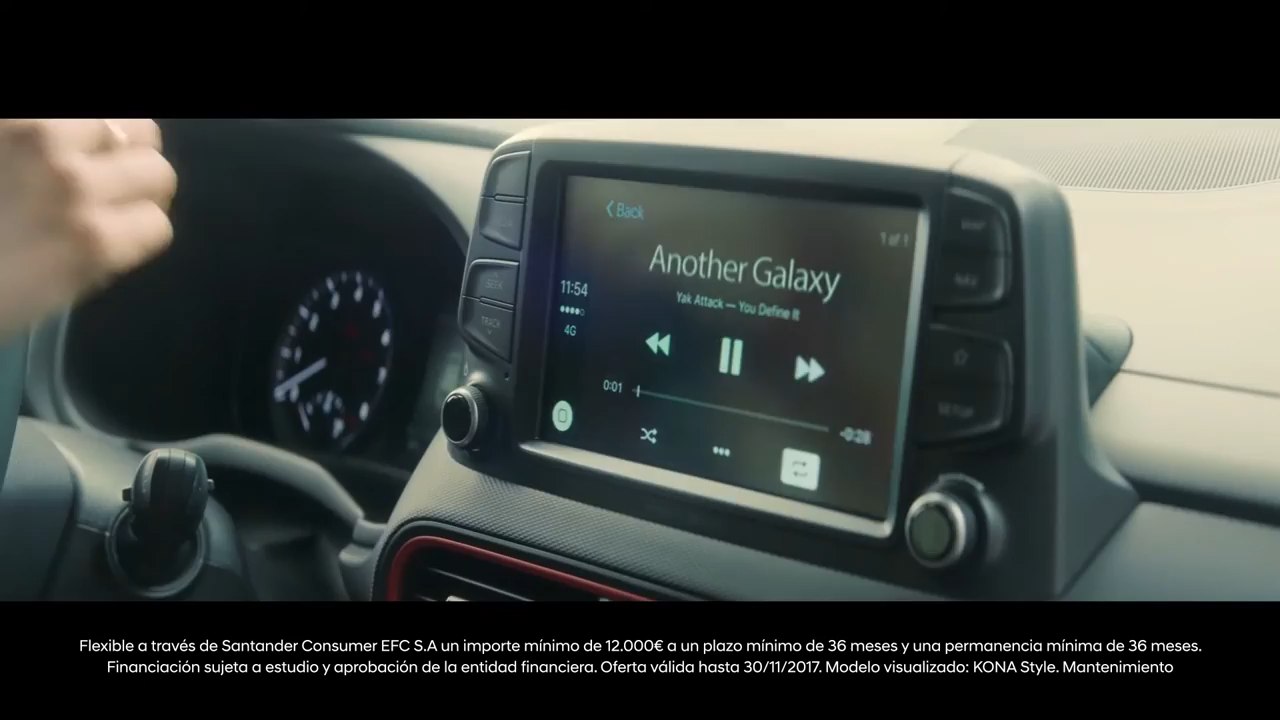 Back
1 of 1
Another Galaxy
Yak Attack — You Define It
11:54
4G
0:01
-0:28
SEEK
TRACK
SETUP
Flexible a través de Santander Consumer EFC S.A un importe mínimo de 12.000€ a un plazo mínimo de 36 meses y una permanencia mínima de 36 meses.
Financiación sujeta a estudio y aprobación de la entidad financiera. Oferta válida hasta 30/11/2017. Modelo visualizado: KONA Style. Mantenimiento